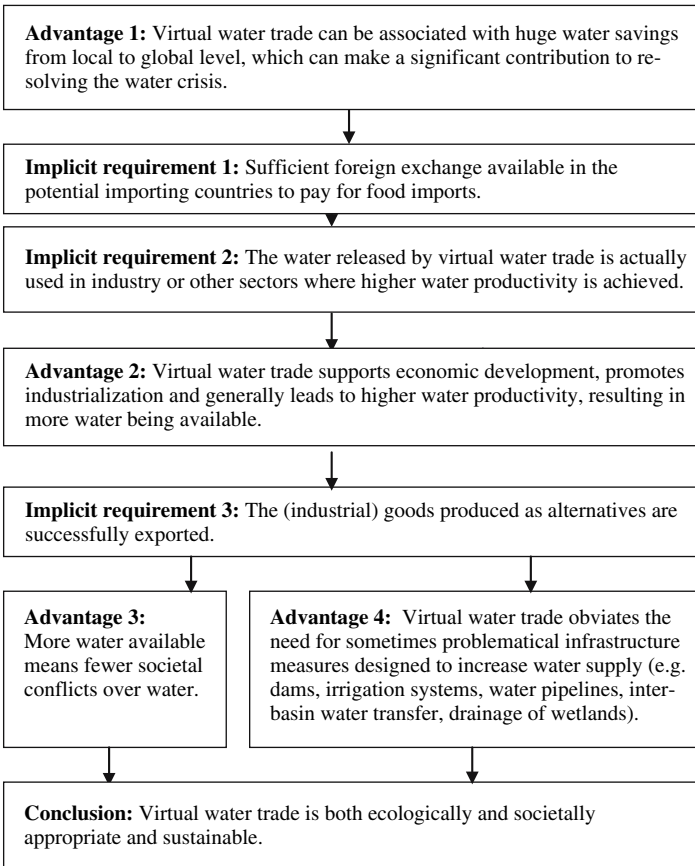 Advantage 1: Virtual water trade can be associated with huge water savings
from local to global level, which can make a significant contribution to re-
solving the water crisis.
Implicit requirement 1: Sufficient foreign exchange available in the
potential importing countries to pay for food imports.
Implicit requirement 2: The water released by virtual water trade is actually
used in industry or other sectors where higher water productivity is achieved.
Advantage 2: Virtual water trade supports economic development, promotes
industrialization and generally leads to higher water productivity, resulting in
more water being available.
Implicit requirement 3: The (industrial) goods produced as alternatives are
successfully exported.
Advantage 3:
More water available
means fewer societal
conflicts over water.
Advantage 4: Virtual water trade obviates the
need for sometimes problematical infrastructure
measures designed to increase water supply (e.g.
dams, irrigation systems, water pipelines, inter-
basin water transfer, drainage of wetlands).
Conclusion: Virtual water trade is both ecologically and societally
appropriate and sustainable.